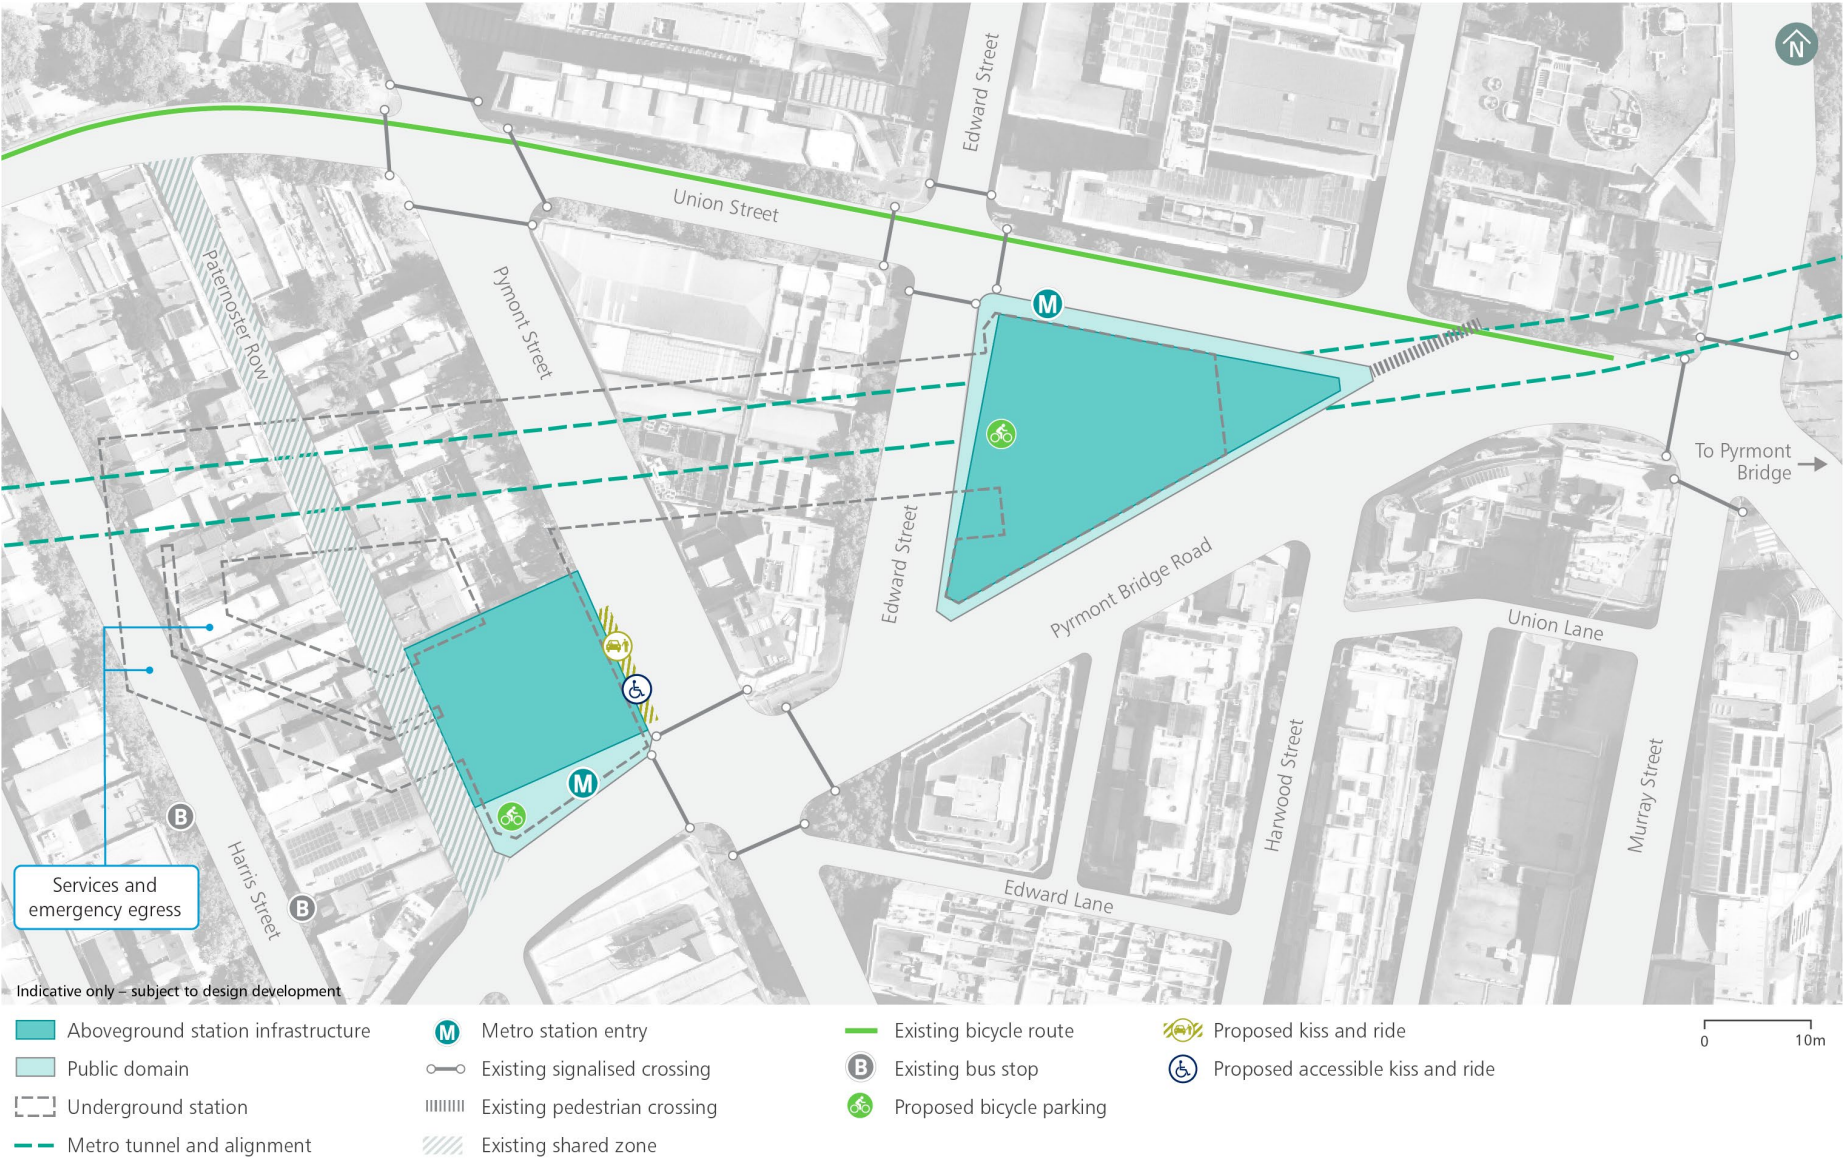 N
Edward Street
Union Street
Paternoster Row
Pymont Street
M
To Pyrmont
Bridge
Edward Street
Pyrmont Bridge Road
Union Lane
M
B
Harwood Street
Murray Street
Services and
emergency egress
Harris Street
B
Edward Lane
Indicative only – subject to design development
Aboveground station infrastructure
Public domain
Underground station
Metro tunnel and alignment
M
Metro station entry
Existing signalised crossing
Existing pedestrian crossing
Existing shared zone
Existing bicycle route
B
Existing bus stop
Proposed bicycle parking
Proposed kiss and ride
Proposed accessible kiss and ride
0 10m